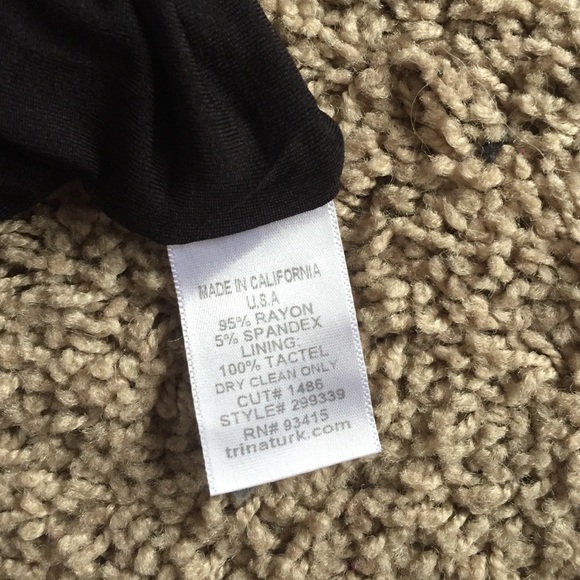 MADE IN CALIFORNIA
U.S.A
95% RAYON
5% SPANDEX
LINING:
100% TACTEL
DRY CLEAN ONLY
CUT# 1486
STYLE# 299339
RN# 93415
trinaturk.com